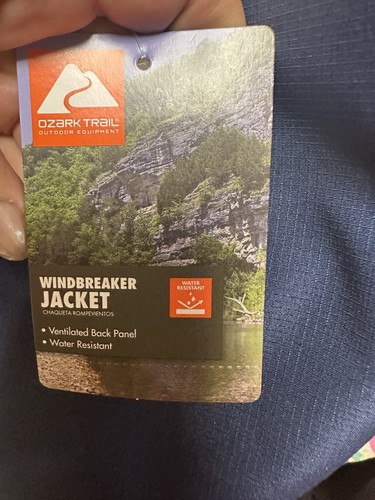 OZARK TRAIL®
OUTDOOR EQUIPMENT
WINDBREAKER
JACKET
CHAQUETA ROMPEVIENTOS
WATER
RESISTANT
• Ventilated Back Panel
• Water Resistant